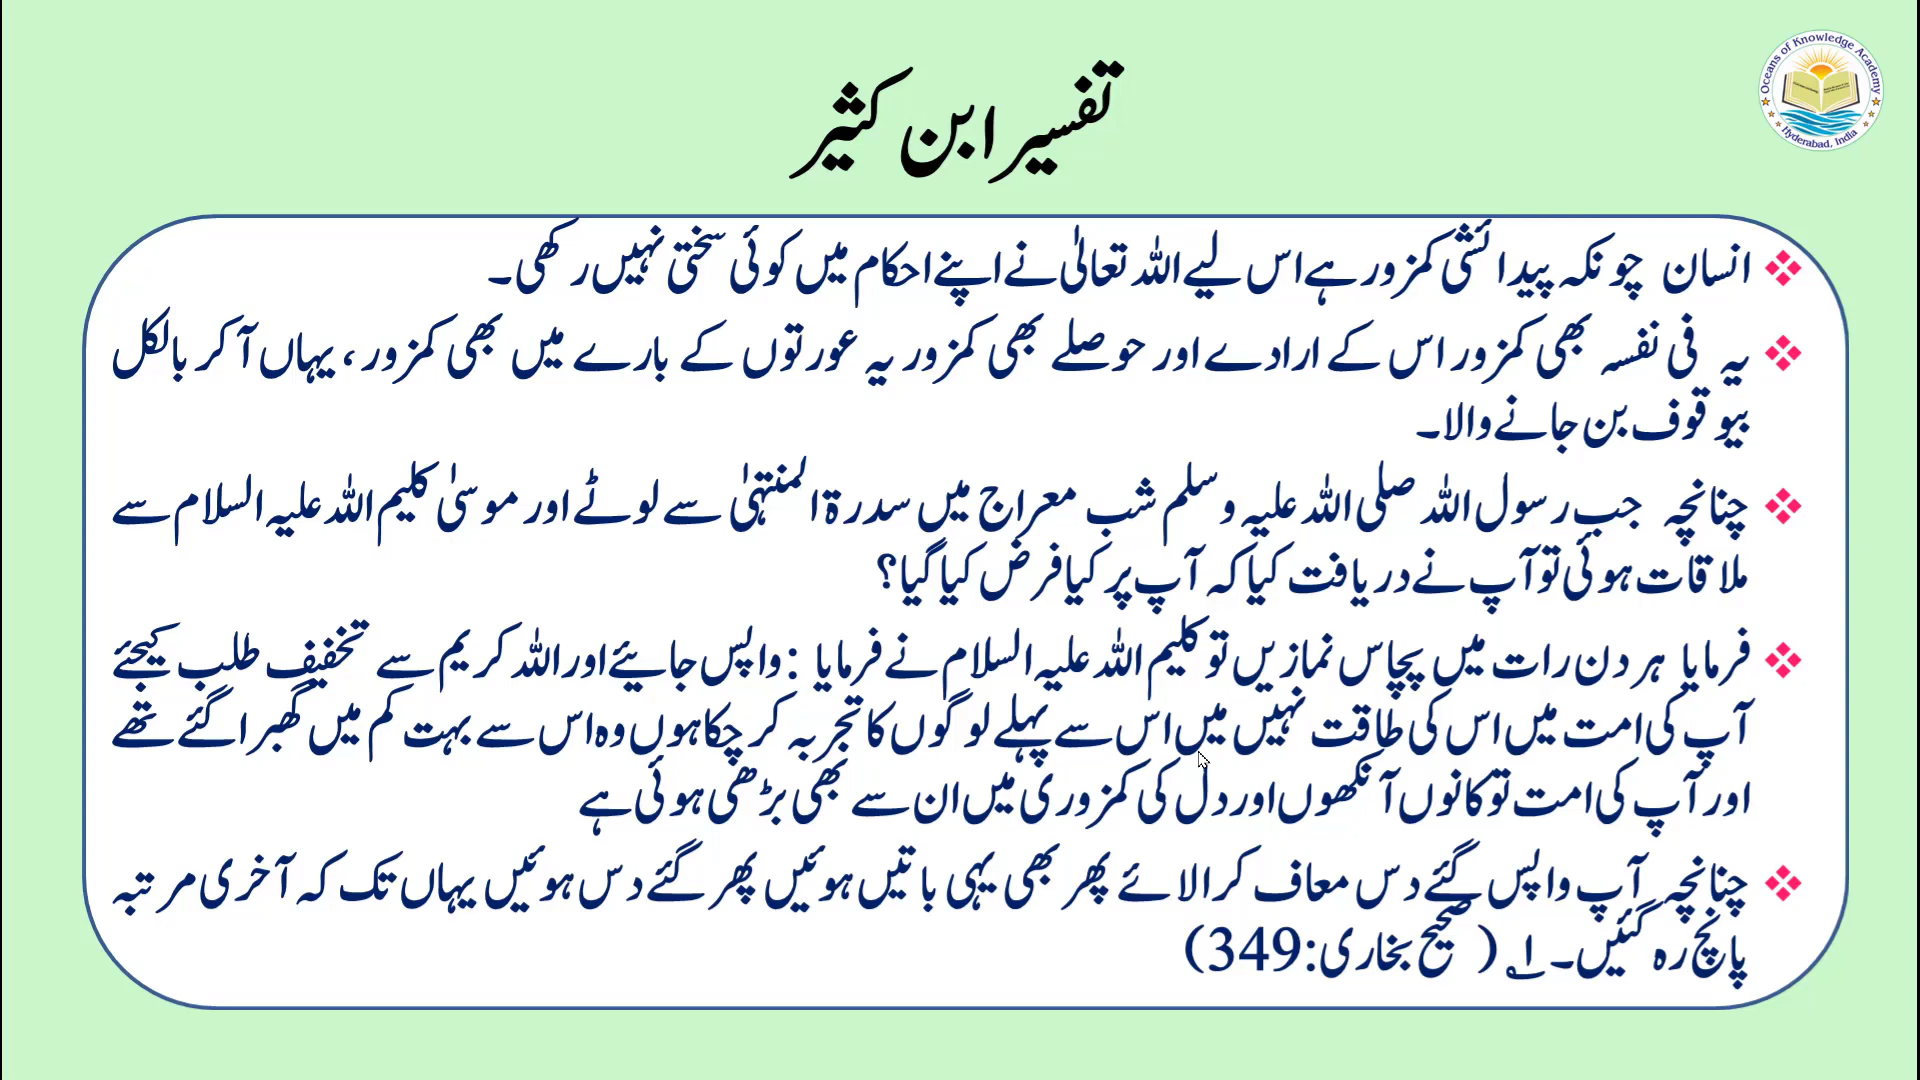 Oceans of Knowledge Academy
Hyderabad, India
تفسیر ابن کثیر
انسان چونکہ پیدائشی کمزور ہے اس لیے اللہ تعالیٰ نے اپنے احکام میں کوئی سختی نہیں رکھی۔
یہ فی نفسہ بھی کمزور اس کے ارادے اور حوصلے بھی کمزور یہ عورتوں کے بارے میں بھی کمزور، یہاں آ کر بالکل
بیوقوف بن جانے والا۔
چنانچہ جب رسول اللہ صلی اللہ علیہ وسلم شب معراج میں سدرۃ المنتہیٰ سے لوٹے اور موسیٰ کلیم اللہ علیہ السلام سے
ملاقات ہوئی تو آپ نے دریافت کیا کہ آپ پر کیا فرض کیا گیا؟
فرمایا ہر دن رات میں پچاس نمازیں تو کلیم اللہ علیہ السلام نے فرمایا : واپس جایئے اور اللہ کریم سے تخفیف طلب کیجئے
آپ کی امت میں اس کی طاقت نہیں میں اس سے پہلے لوگوں کا تجربہ کر چکا ہوں وہ اس سے بہت کم میں گھبرا گئے تھے
اور آپ کی امت تو کانوں آنکھوں اور دل کی کمزوری میں ان سے بھی بڑھی ہوئی ہے
چنانچہ آپ واپس گئے دس معاف کرا لائے پھر بھی یہی باتیں ہوئیں پھر گئے دس ہوئیں یہاں تک کہ آخری مرتبہ
پانچ رہ گئیں۔ ۱؎ (صحیح بخاری:349)